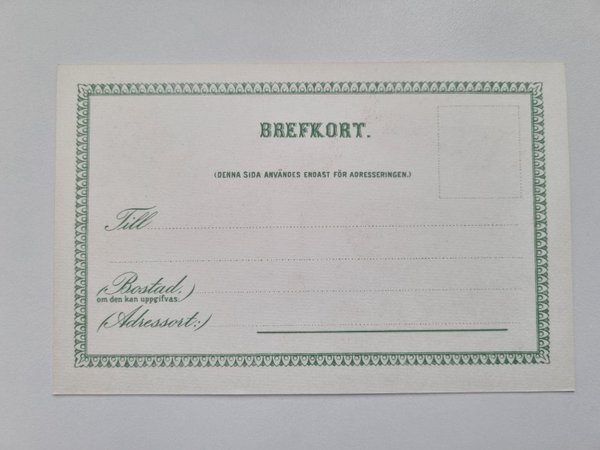 BREFKORT.
(DENNA SIDA ANVÄNDES ENDAST FÖR ADRESSERINGEN.)
Till
(Bostad.)
om den kan uppgifvas.
(Adressort:)